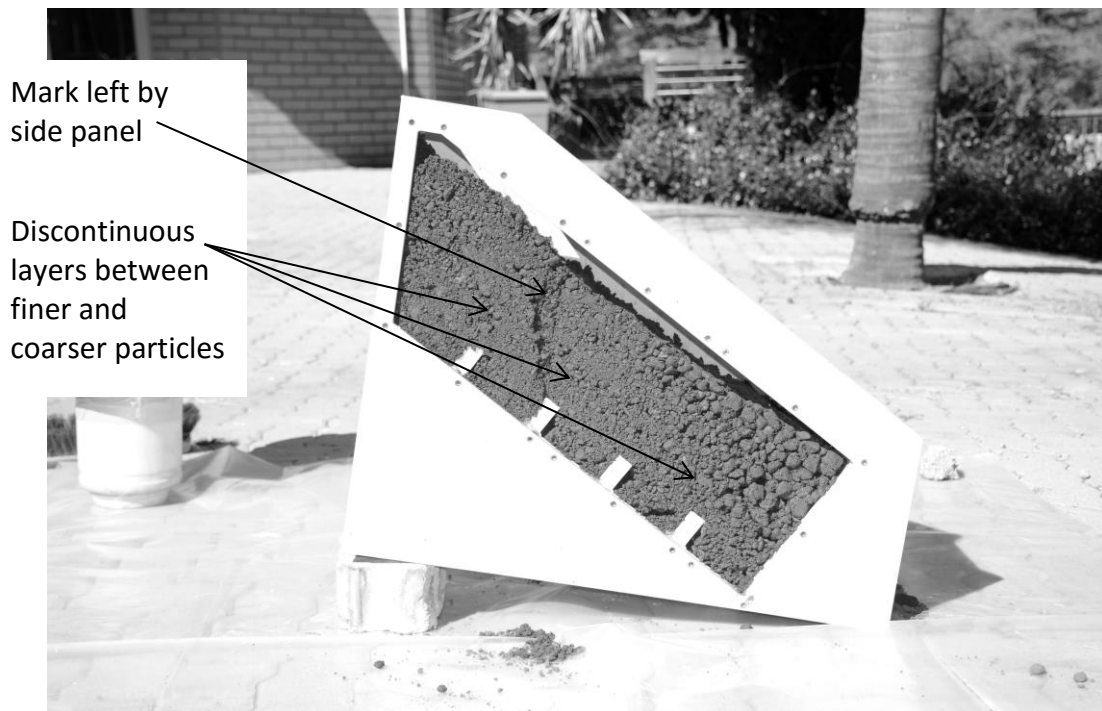 Mark left by
side panel
Discontinuous
layers between
finer and
coarser particles